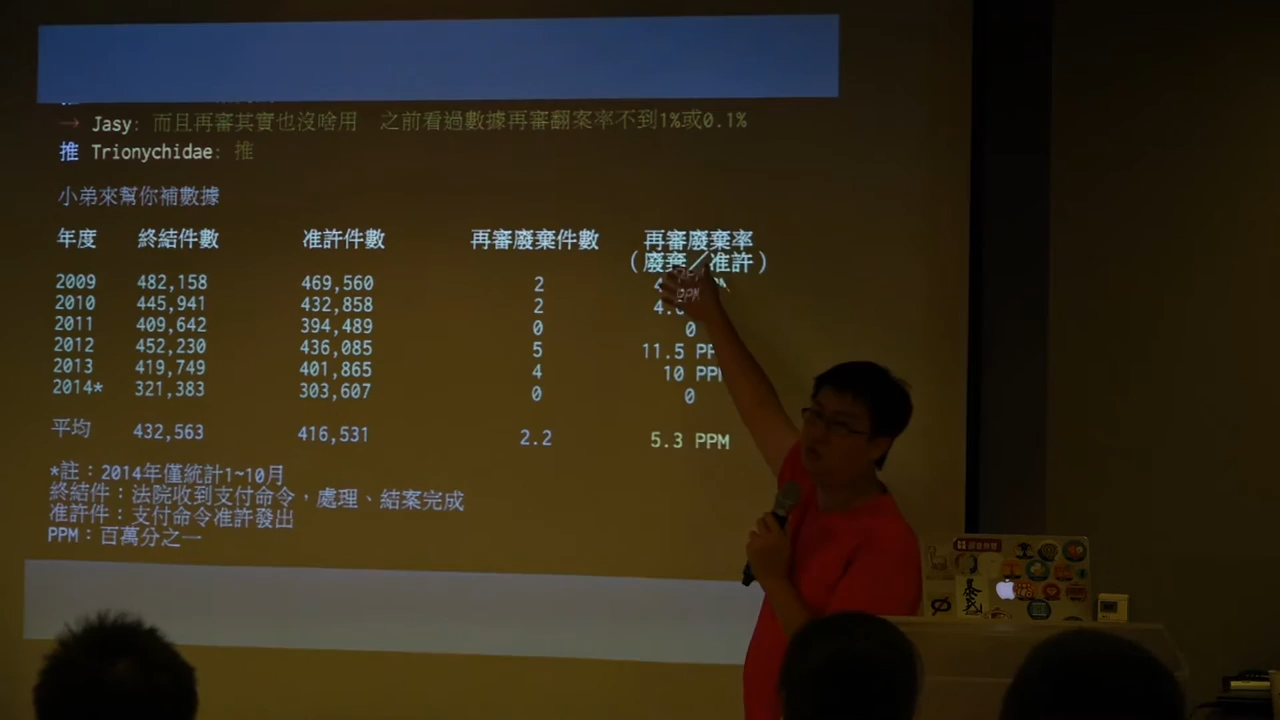 → Jasy: 而且再審其實也沒啥用 之前看過數據再審翻案率不到1%或0.1%
推 Trionychidae: 推
小弟來幫你補數據
年度 終結件數 准許件數 再審廢棄件數 再審廢棄率
（廢棄／准許）
2009 482,158 469,560 2
2010 445,941 432,858 2
2011 409,642 394,489 0 0
2012 452,230 436,085 5 11.5 PPM
2013 419,749 401,865 4 10 PPM
2014* 321,383 303,607 0 0
平均 432,563 416,531 2.2 5.3 PPM
*註：2014年僅統計1~10月
終結件：法院收到支付命令，處理、結案完成
准許件：支付命令准許發出
PPM：百萬分之一